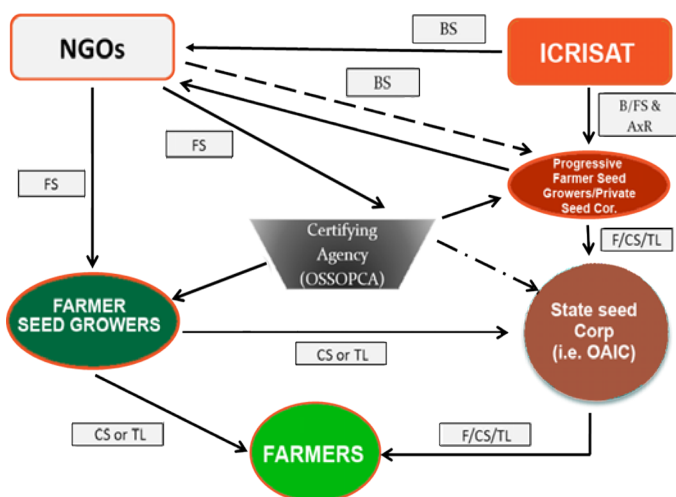 BS
NGOs
ICRISAT
BS
B/FS &
AxR
FS
Progressive
Farmer Seed
Growers/Private
Seed Cor.
FS
Certifying
Agency
(OSSOPCA)
F/CS/TL
FARMER
SEED GROWERS
State seed
Corp
(i.e. OAIC)
CS or TL
CS or TL
F/CS/TL
FARMERS